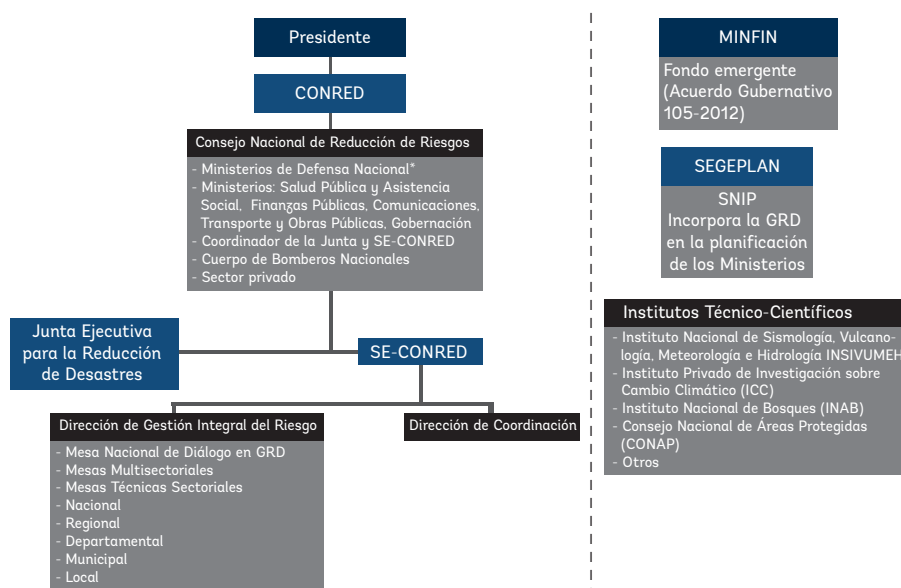 Presidente
CONRED
Consejo Nacional de Reducción de Riesgos
- Ministerios de Defensa Nacional*
- Ministerios: Salud Pública y Asistencia
Social, Finanzas Públicas, Comunicaciones,
Transporte y Obras Públicas, Gobernación
- Coordinador de la Junta y SE-CONRED
- Cuerpo de Bomberos Nacionales
- Sector privado
Junta Ejecutiva
para la Reducción
de Desastres
SE-CONRED
Dirección de Gestión Integral del Riesgo
- Mesa Nacional de Diálogo en GRD
- Mesas Multisectoriales
- Mesas Técnicas Sectoriales
- Nacional
- Regional
- Departamental
- Municipal
- Local
Dirección de Coordinación
MINFIN
Fondo emergente
(Acuerdo Gubernativo
105-2012)
SEGEPLAN
SNIP
Incorpora la GRD
en la planificación
de los Ministerios
Institutos Técnico-Científicos
- Instituto Nacional de Sismología, Vulcano-
logía, Meteorología e Hidrología INSIVUMEH
- Instituto Privado de Investigación sobre
Cambio Climático (ICC)
- Instituto Nacional de Bosques (INAB)
- Consejo Nacional de Áreas Protegidas
(CONAP)
- Otros